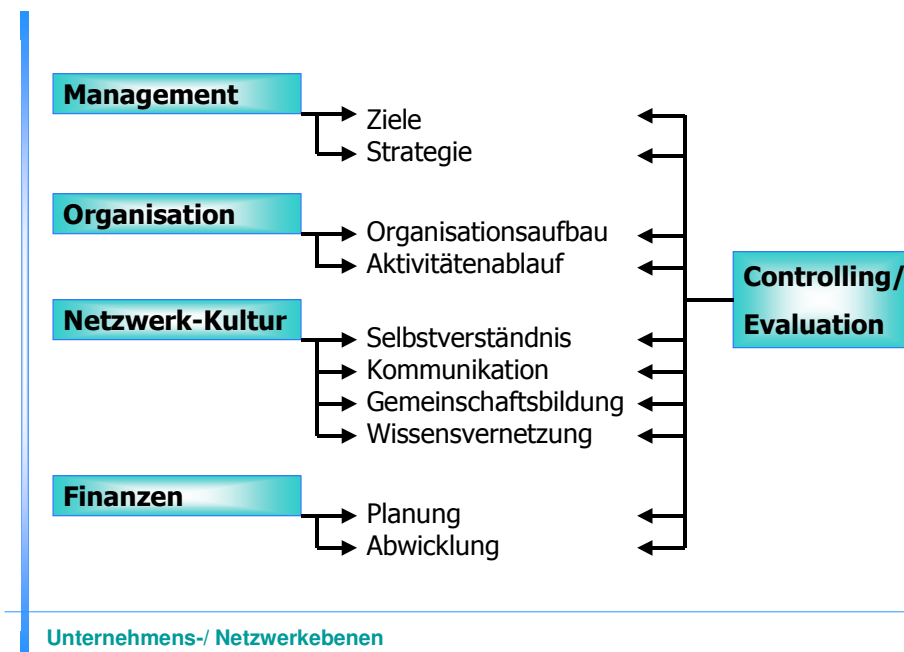 Management
Ziele
Strategie
Organisation
Organisationsaufbau
Aktivitätenablauf
Netzwerk-Kultur
Selbstverständnis
Kommunikation
Gemeinschaftsbildung
Wissensvernetzung
Finanzen
Planung
Abwicklung
Controlling/
Evaluation
Unternehmens-/ Netzwerkebenen